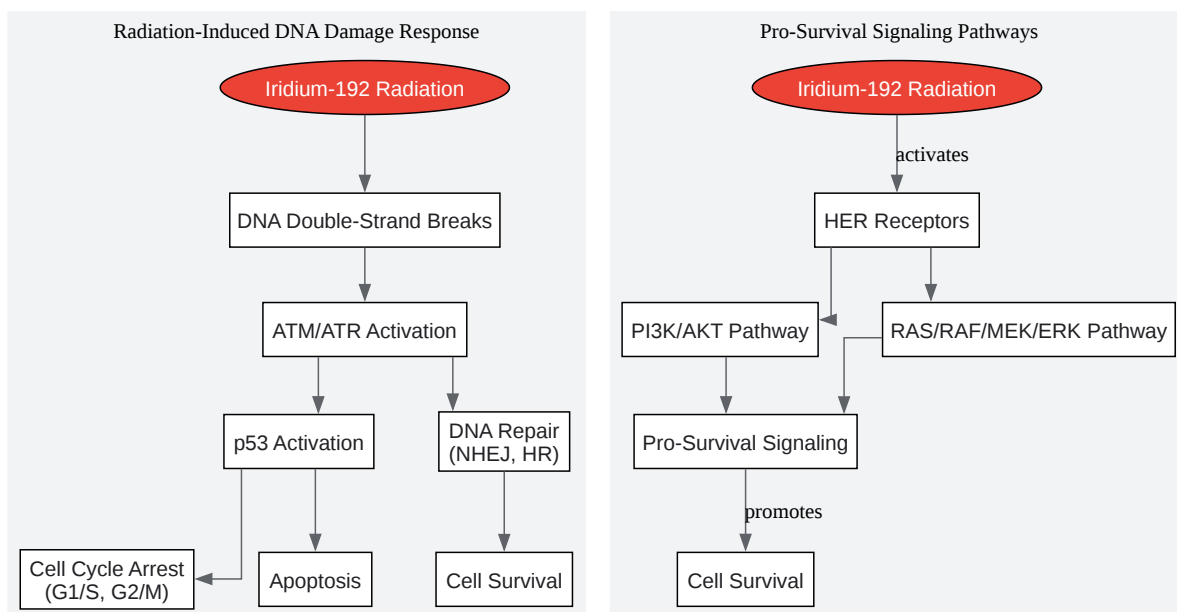 Radiation-Induced DNA Damage Response
Iridium-192 Radiation
DNA Double-Strand Breaks
ATM/ATR Activation
p53 Activation
DNA Repair
(NHEJ, HR)
Cell Cycle Arrest
(G1/S, G2/M)
Apoptosis
Cell Survival
Pro-Survival Signaling Pathways
Iridium-192 Radiation
activates
HER Receptors
PI3K/AKT Pathway
RAS/RAF/MEK/ERK Pathway
Pro-Survival Signaling
promotes
Cell Survival